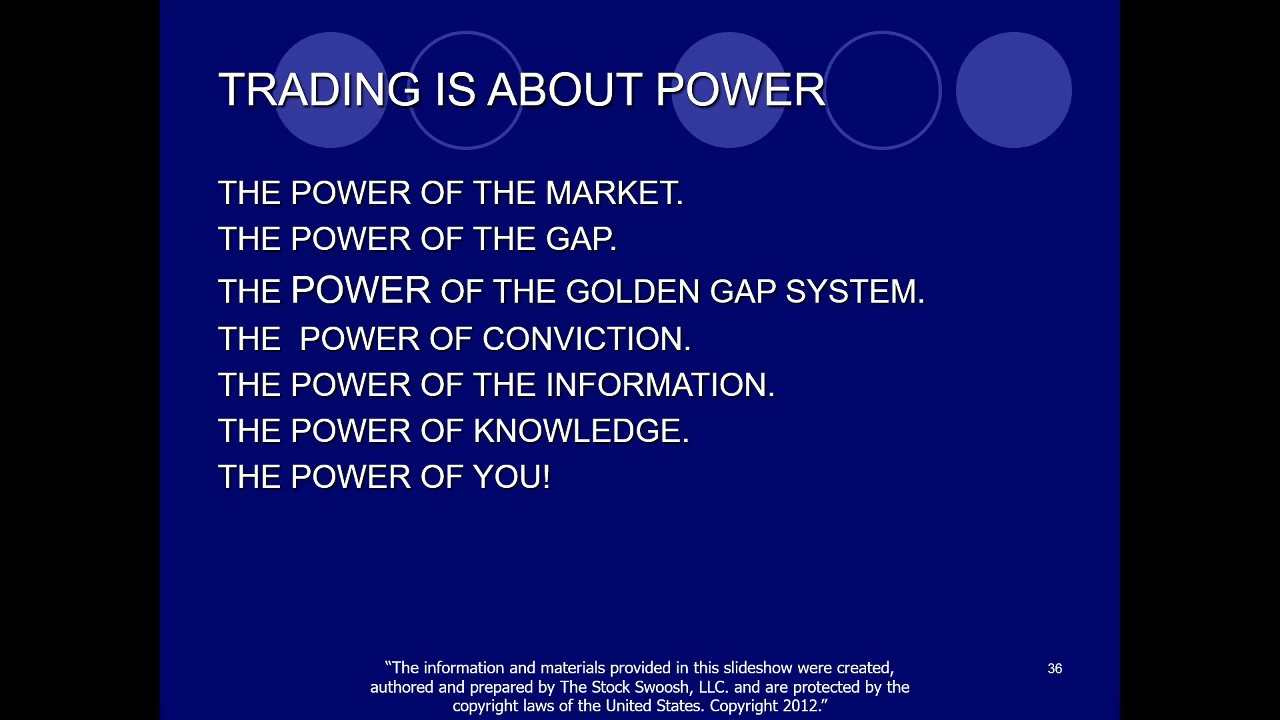 TRADING IS ABOUT POWER
THE POWER OF THE MARKET.
THE POWER OF THE GAP.
THE POWER OF THE GOLDEN GAP SYSTEM.
THE  POWER OF CONVICTION.
THE POWER OF THE INFORMATION.
THE POWER OF KNOWLEDGE.
THE POWER OF YOU!
“The information and materials provided in this slideshow were created,
authored and prepared by The Stock Swoosh, LLC. and are protected by the
copyright laws of the United States. Copyright 2012.”
36